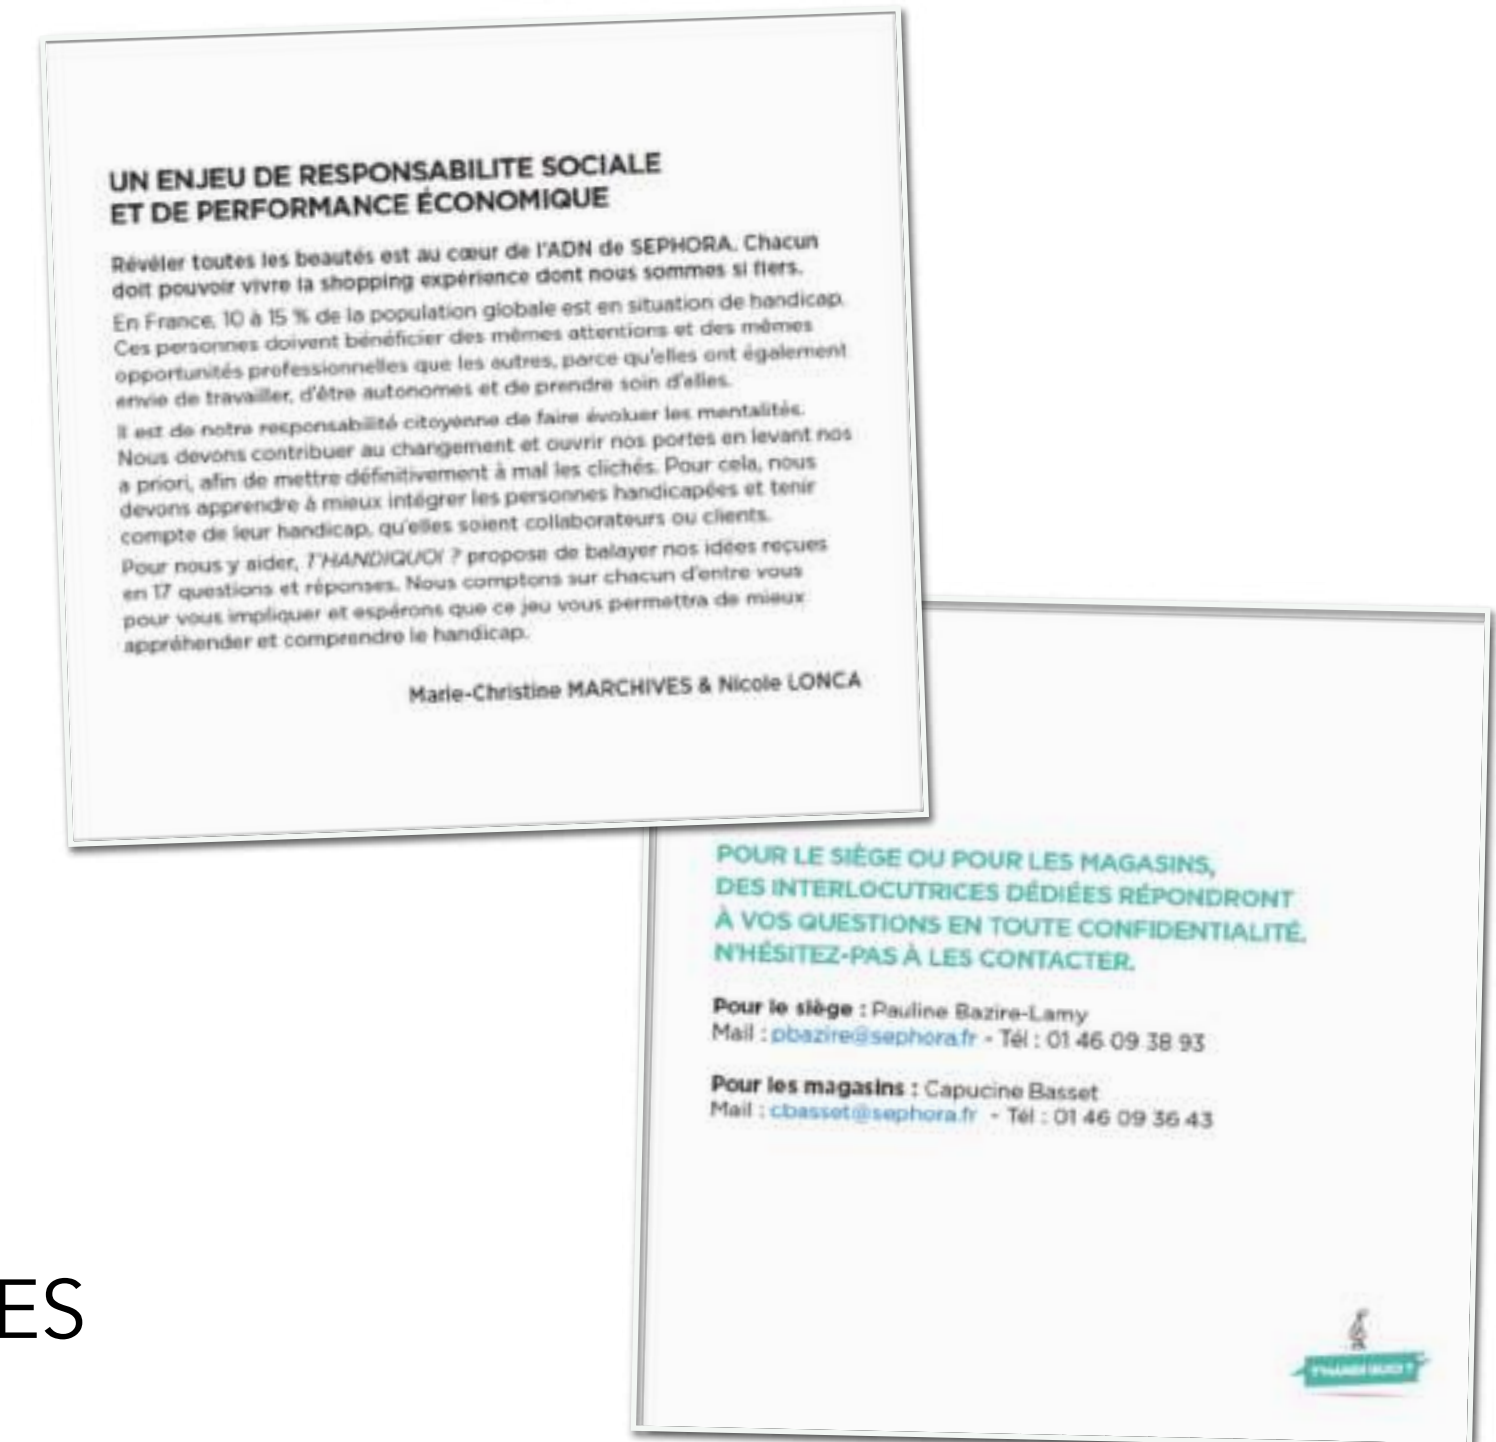 UN ENJEU DE RESPONSABILITE SOCIALE
ET DE PERFORMANCE ÉCONOMIQUE
Révéler toutes les beautés est au cœur de l'ADN de SEPHORA. Chacun
doit pouvoir vivre la shopping expérience dont nous sommes si fiers.
En France, 10 à 15 % de la population globale est en situation de handicap.
Ces personnes doivent bénéficier des mêmes attentions et des mêmes
opportunités professionnelles que les autres, parce qu'elles ont également
envie de travailler, d'être autonomes et de prendre soin d'elles.
Il est de notre responsabilité citoyenne de faire évoluer les mentalités.
Nous devons contribuer au changement et ouvrir nos portes en levant nos
a priori, afin de mettre définitivement à mal les clichés. Pour cela, nous
devons apprendre à mieux intégrer les personnes handicapées et tenir
compte de leur handicap, qu'elles soient collaborateurs ou clients.
Pour nous y aider, T'HANDIQUOI ? propose de balayer nos idées reçues
en 17 questions et réponses. Nous comptons sur chacun d'entre vous
pour vous impliquer et espérons que ce jeu vous permettra de mieux
appréhender et comprendre le handicap.
Marie-Christine MARCHIVES & Nicole LONCA
POUR LE SIÈGE OU POUR LES MAGASINS,
DES INTERLOCUTRICES DÉDIÉES RÉPONDRONT
À VOS QUESTIONS EN TOUTE CONFIDENTIALITÉ.
N'HÉSITEZ-PAS À LES CONTACTER.
Pour le siège : Pauline Bazire-Lamy
Mail : pbazire@sephora.fr - Tél : 01 46 09 38 93
Pour les magasins : Capucine Basset
Mail : cbasset@sephora.fr - Tél : 01 46 09 36 43
ES
T'HANDI QUOI ?